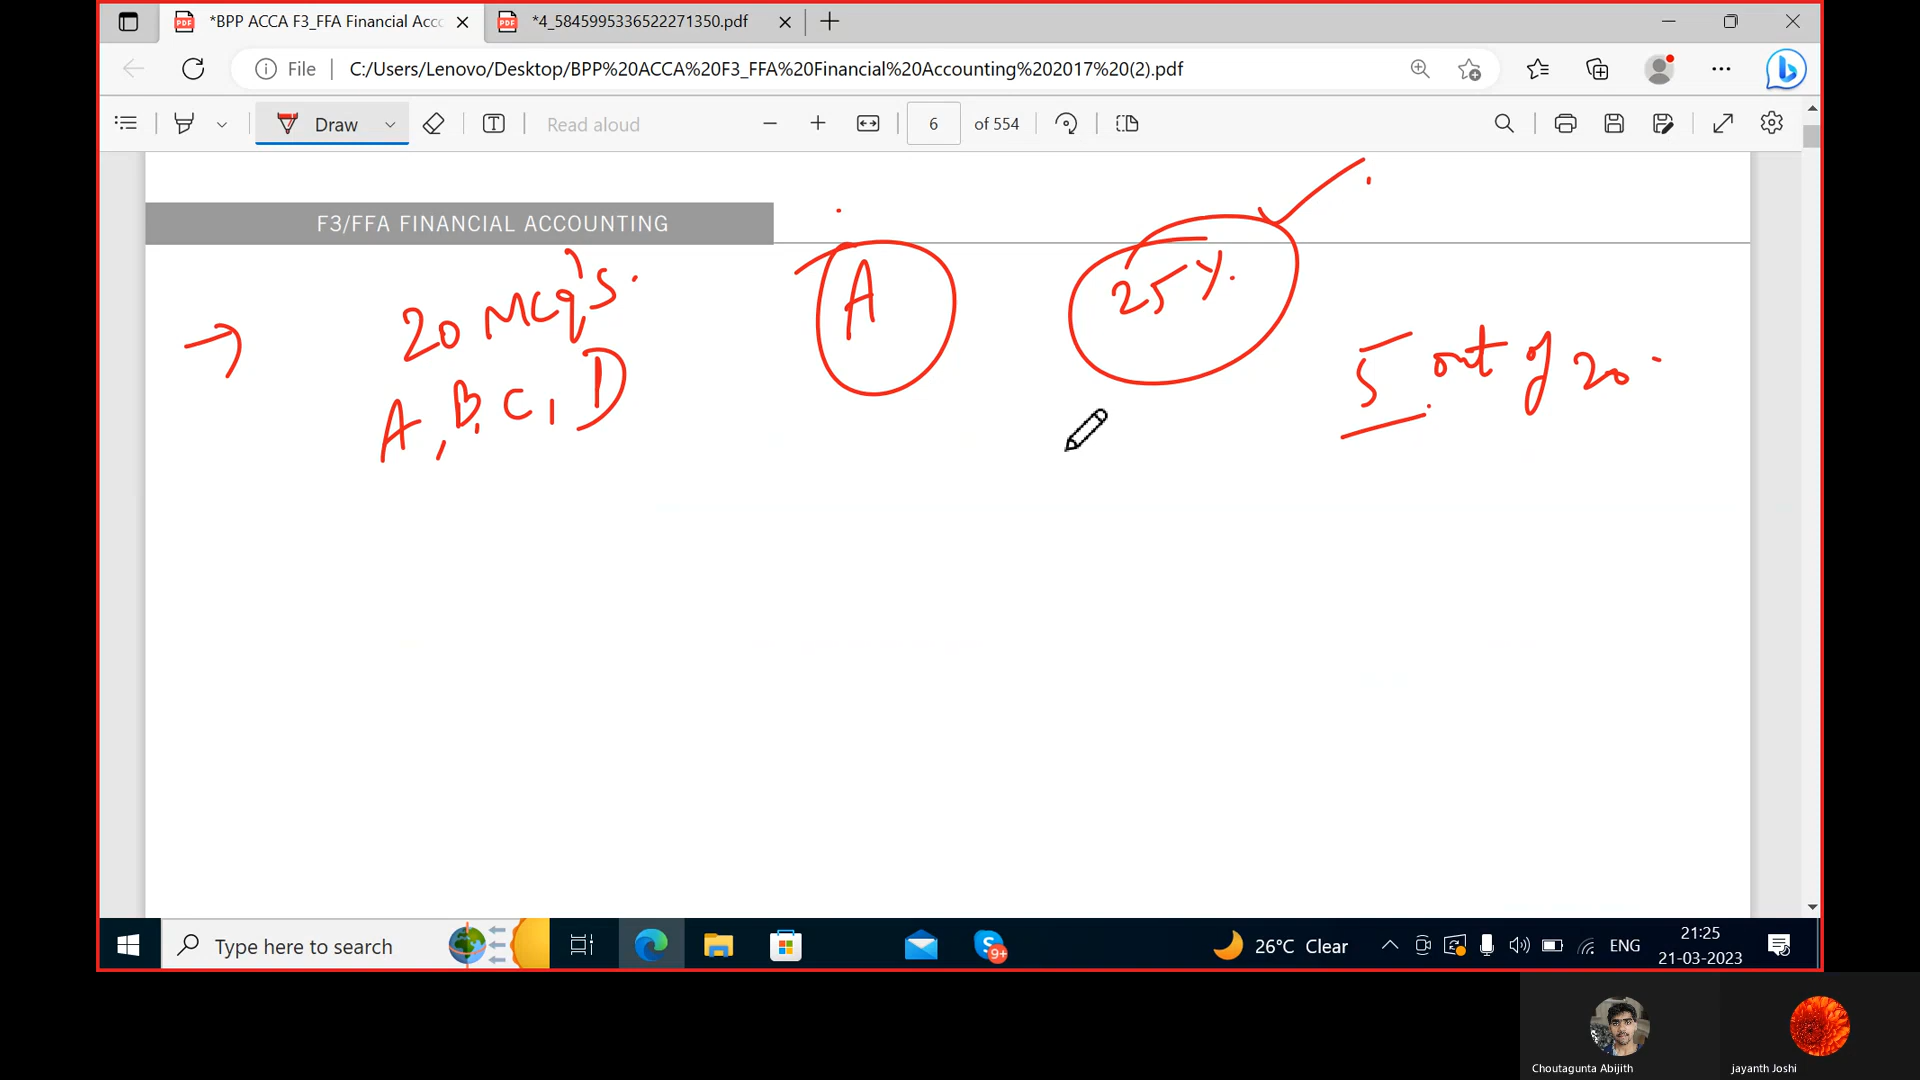 *BPP ACCA F3_FFA Financial Acc
*4_5845995336522271350.pdf
File
C:/Users/Lenovo/Desktop/BPP%20ACCA%20F3_FFA%20Financial%20Accounting%202017%20(2).pdf
Draw
Read aloud
6
of 554
F3/FFA FINANCIAL ACCOUNTING
20 Mcq's.
A
25%.
5 out of 20
A, B, C, D
Type here to search
9+
26°C Clear
ENG
21:25
21-03-2023
Choutagunta Abijith
jayanth Joshi